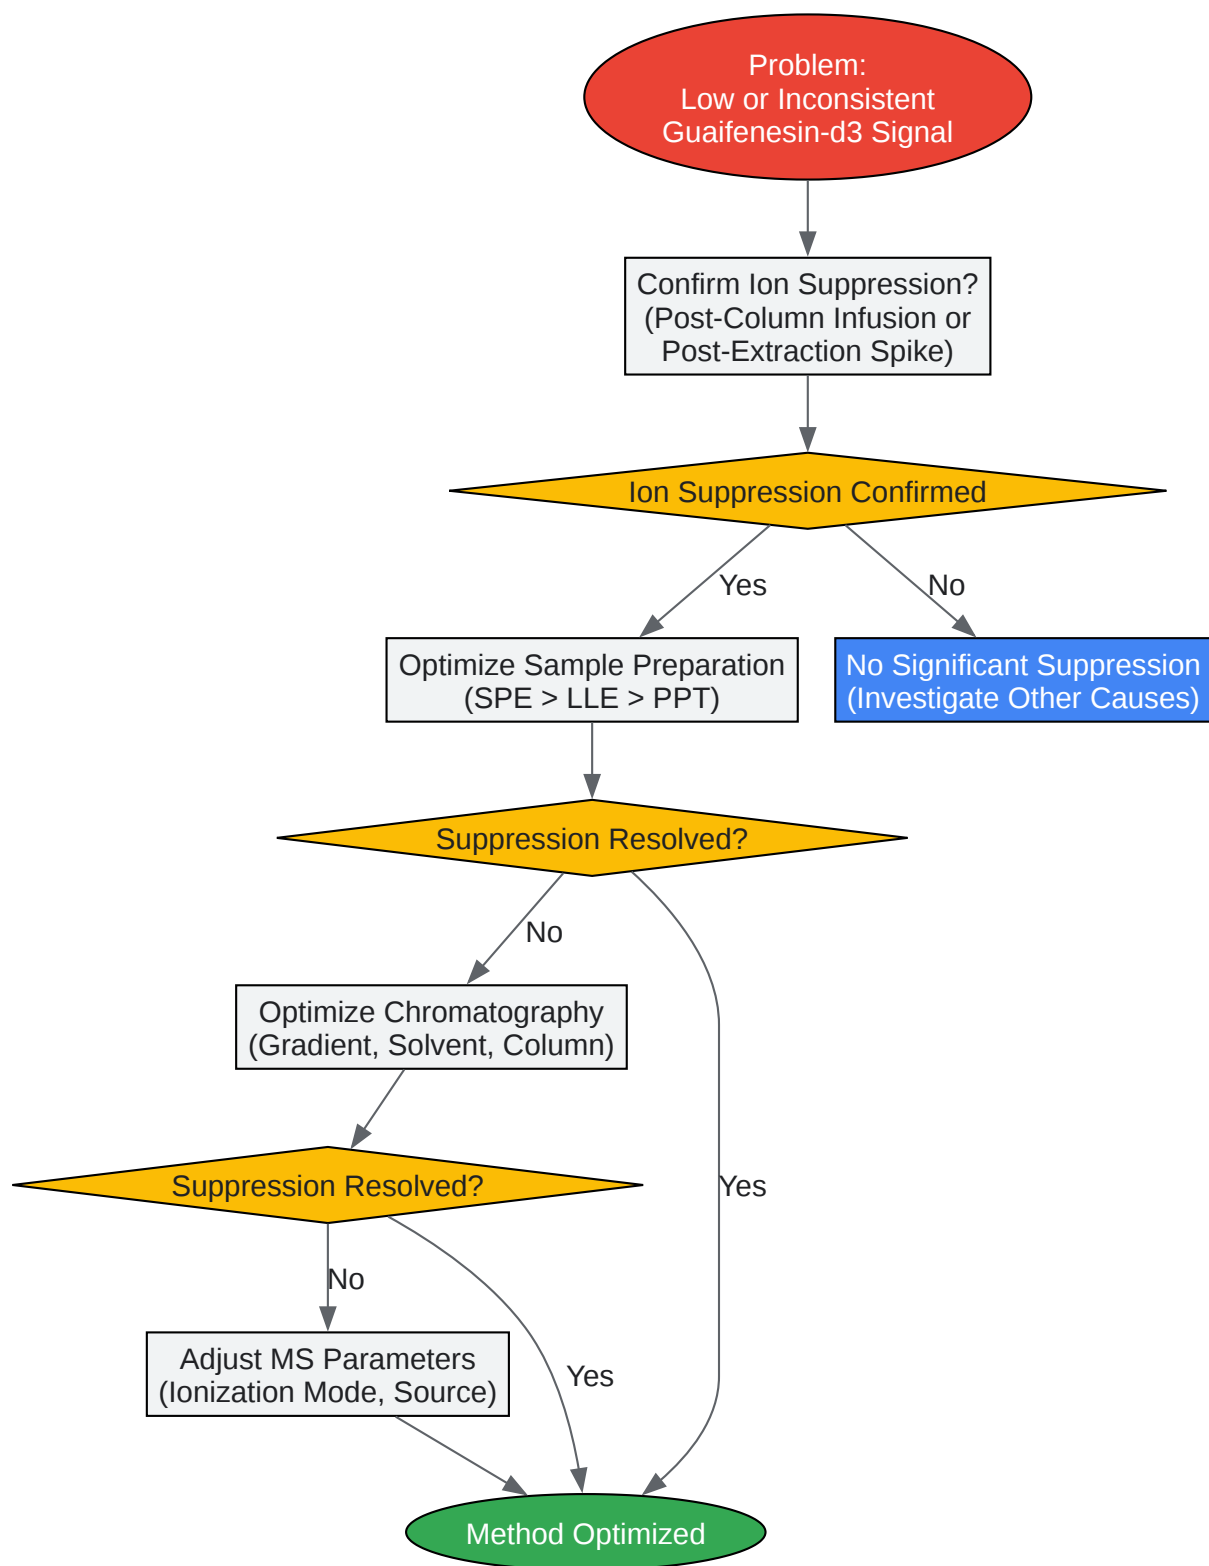 Problem:
Low or Inconsistent
Guaifenesin-d3 Signal
Confirm Ion Suppression?
(Post-Column Infusion or
Post-Extraction Spike)
Ion Suppression Confirmed
Yes
No
Optimize Sample Preparation
(SPE > LLE > PPT)
No Significant Suppression
(Investigate Other Causes)
Suppression Resolved?
No
Optimize Chromatography
(Gradient, Solvent, Column)
Suppression Resolved?
Yes
No
Adjust MS Parameters
(Ionization Mode, Source)
Yes
Method Optimized